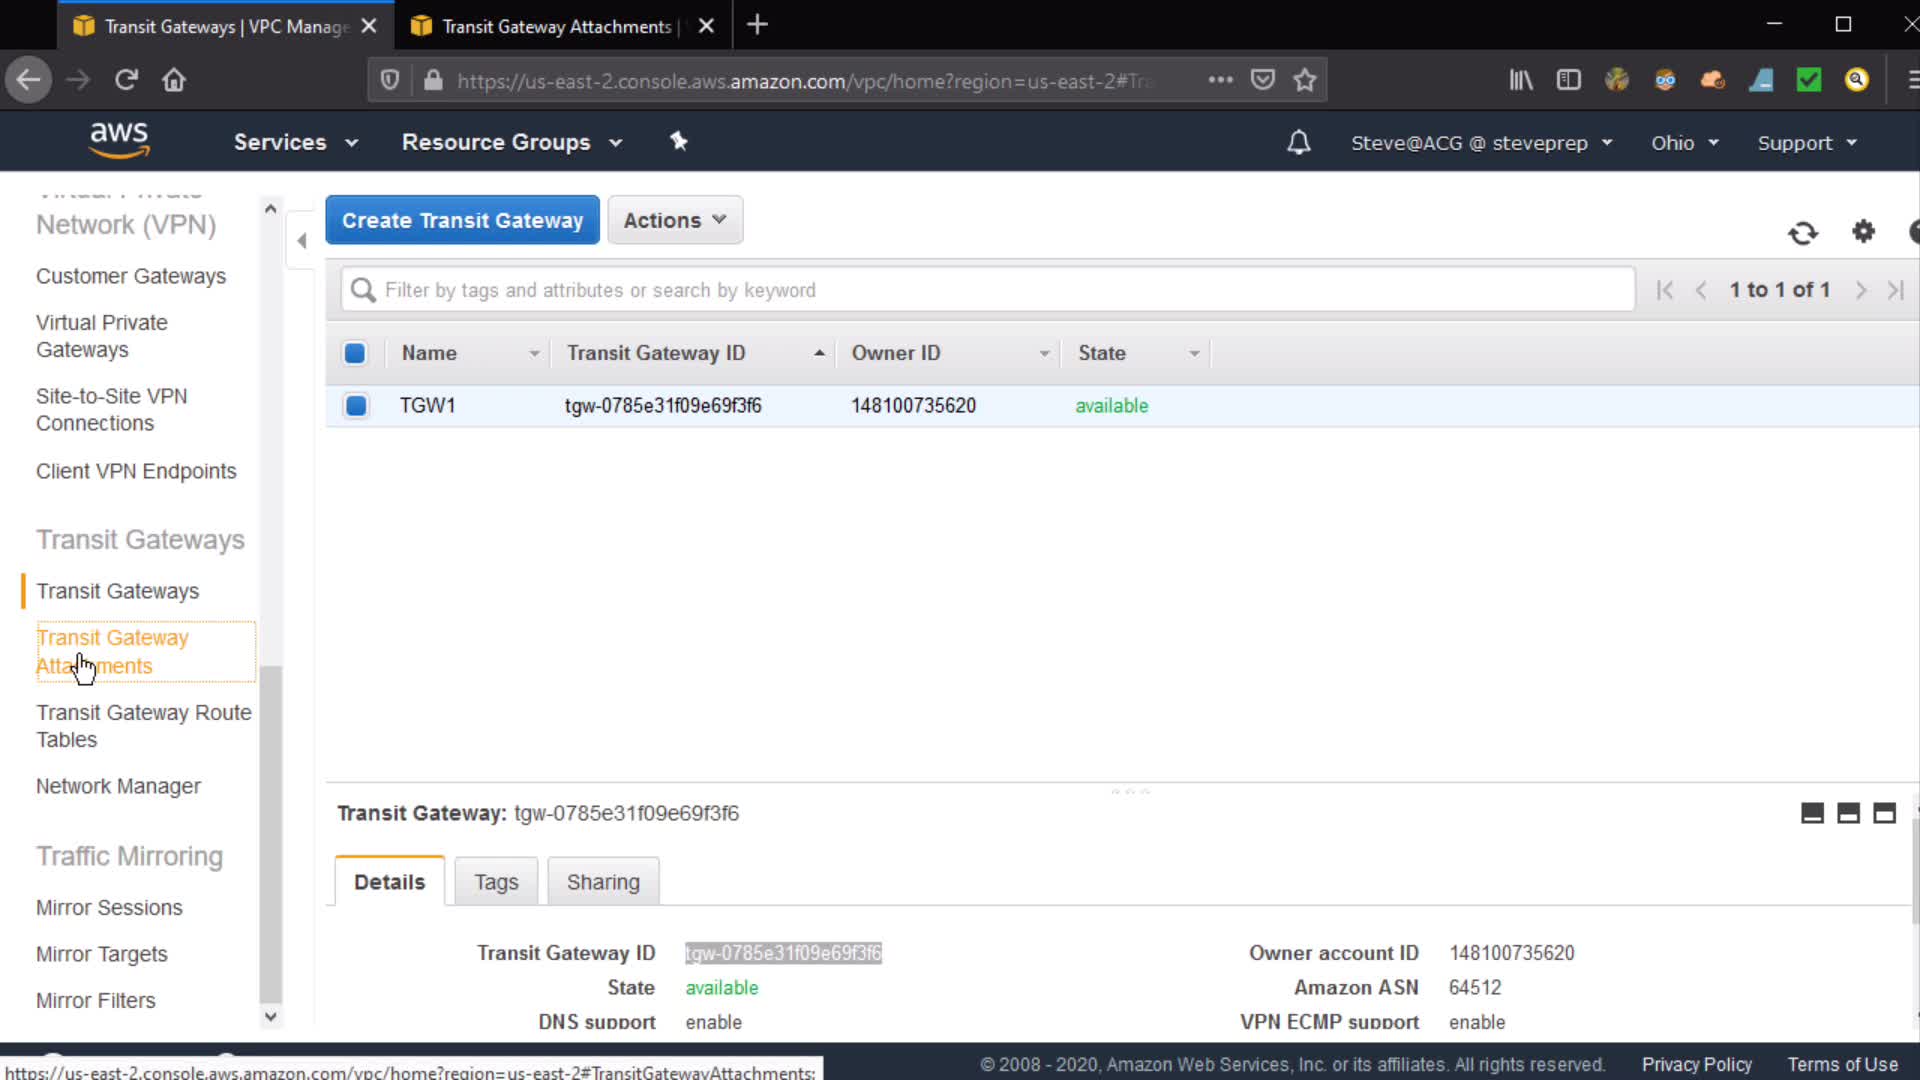 Transit Gateways | VPC Manage
Transit Gateway Attachments |
https://us-east-2.console.aws.amazon.com/vpc/home?region=us-east-2#Tra
aws
Services
Resource Groups
Steve@ACG @ steveprep
Ohio
Support
Virtual Private
Network (VPN)
Customer Gateways
Virtual Private
Gateways
Site-to-Site VPN
Connections
Client VPN Endpoints
Transit Gateways
Transit Gateways
Transit Gateway
Attachments
Transit Gateway Route
Tables
Network Manager
Traffic Mirroring
Mirror Sessions
Mirror Targets
Mirror Filters
Create Transit Gateway
Actions
Filter by tags and attributes or search by keyword
1 to 1 of 1
Name
Transit Gateway ID
Owner ID
State
TGW1
tgw-0785e31f09e69f3f6
148100735620
available
Transit Gateway: tgw-0785e31f09e69f3f6
Details
Tags
Sharing
Transit Gateway ID tgw-0785e31f09e69f3f6
Owner account ID 148100735620
State available
Amazon ASN 64512
DNS support enable
VPN ECMP support enable
© 2008 - 2020, Amazon Web Services, Inc. or its affiliates. All rights reserved.
Privacy Policy
Terms of Use
https://us-east-2.console.aws.amazon.com/vpc/home?region=us-east-2#TransitGatewayAttachments: